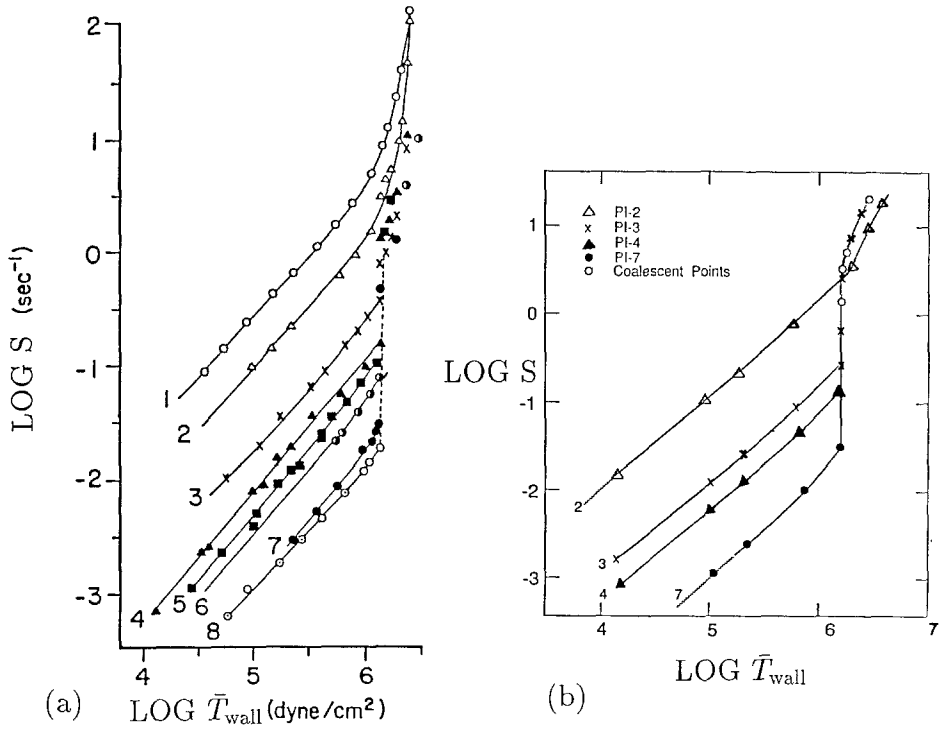 2
1
0
-1
-2
-3
LOG S (sec⁻¹)
1
2
3
4
5
6
7
8
4
5
6
(a)
LOG T̄wall (dyne/cm²)
1
0
-1
-2
-3
LOG S
△ PI-2
× PI-3
▲ PI-4
● PI-7
○ Coalescent Points
2
3
4
7
4
5
6
7
LOG T̄wall
(b)